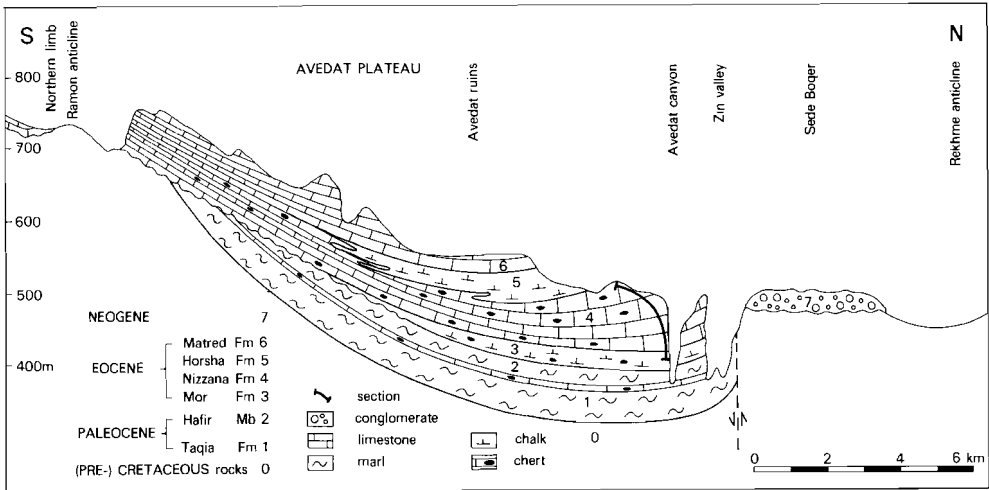 S
N
Northern limb
Ramon anticline
AVEDAT PLATEAU
Avedat ruins
Avedat canyon
Zin valley
Sede Boqer
Rekhme anticline
800
700
600
500
400m
6
5
4
3
2
1
0
7
NEOGENE 7
EOCENE
Matred Fm 6
Horsha Fm 5
Nizzana Fm 4
Mor Fm 3
PALEOCENE
Hafir Mb 2
Taqia Fm 1
(PRE-) CRETACEOUS rocks 0
section
conglomerate
limestone
marl
chalk
chert
0 2 4 6 km